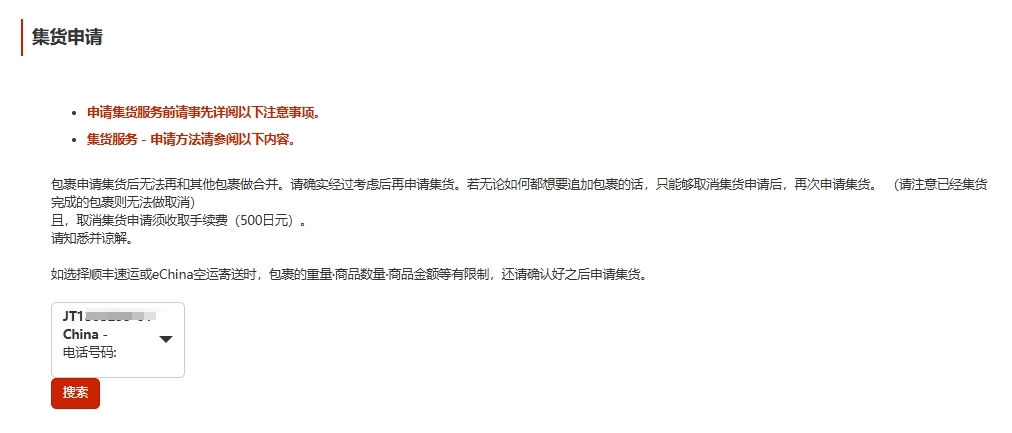 集货申请
申请集货服务前请事先详阅以下注意事项。
集货服务 - 申请方法请参阅以下内容。
包裹申请集货后无法再和其他包裹做合并。请确实经过考虑后再申请集货。若无论如何都想要追加包裹的话，只能够取消集货申请后，再次申请集货。 （请注意已经集货
完成的包裹则无法做取消）
且，取消集货申请须收取手续费（500日元）。
请知悉并谅解。
如选择顺丰速运或eChina空运寄送时，包裹的重量·商品数量·商品金额等有限制，还请确认好之后申请集货。
JT1
China -
电话号码:
搜索